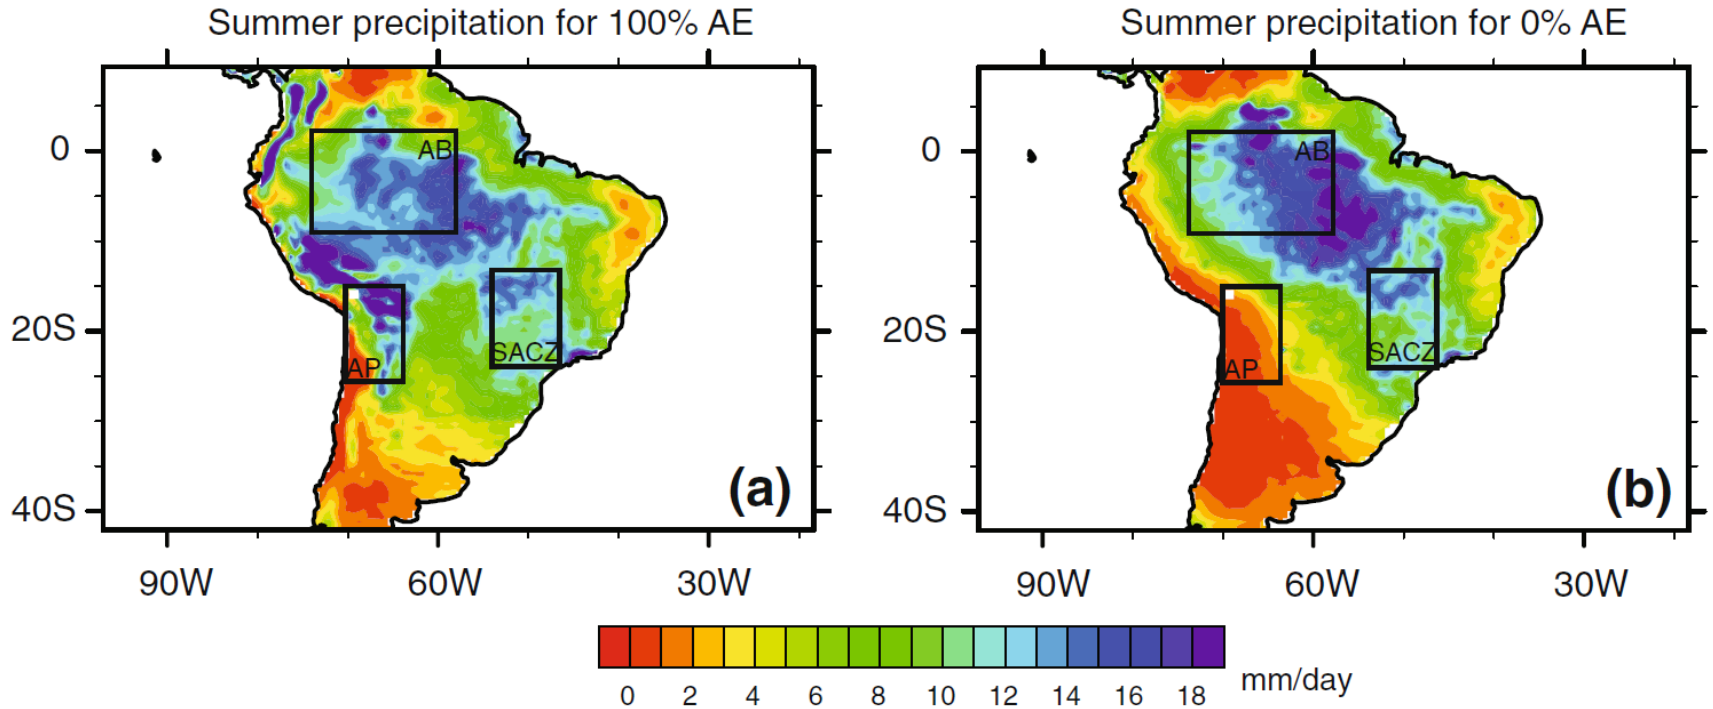 Summer precipitation for 100% AE
Summer precipitation for 0% AE
0
20S
40S
AB
AP
SACZ
(a)
90W
60W
30W
0
20S
40S
AB
AP
SACZ
(b)
90W
60W
30W
0 2 4 6 8 10 12 14 16 18 mm/day